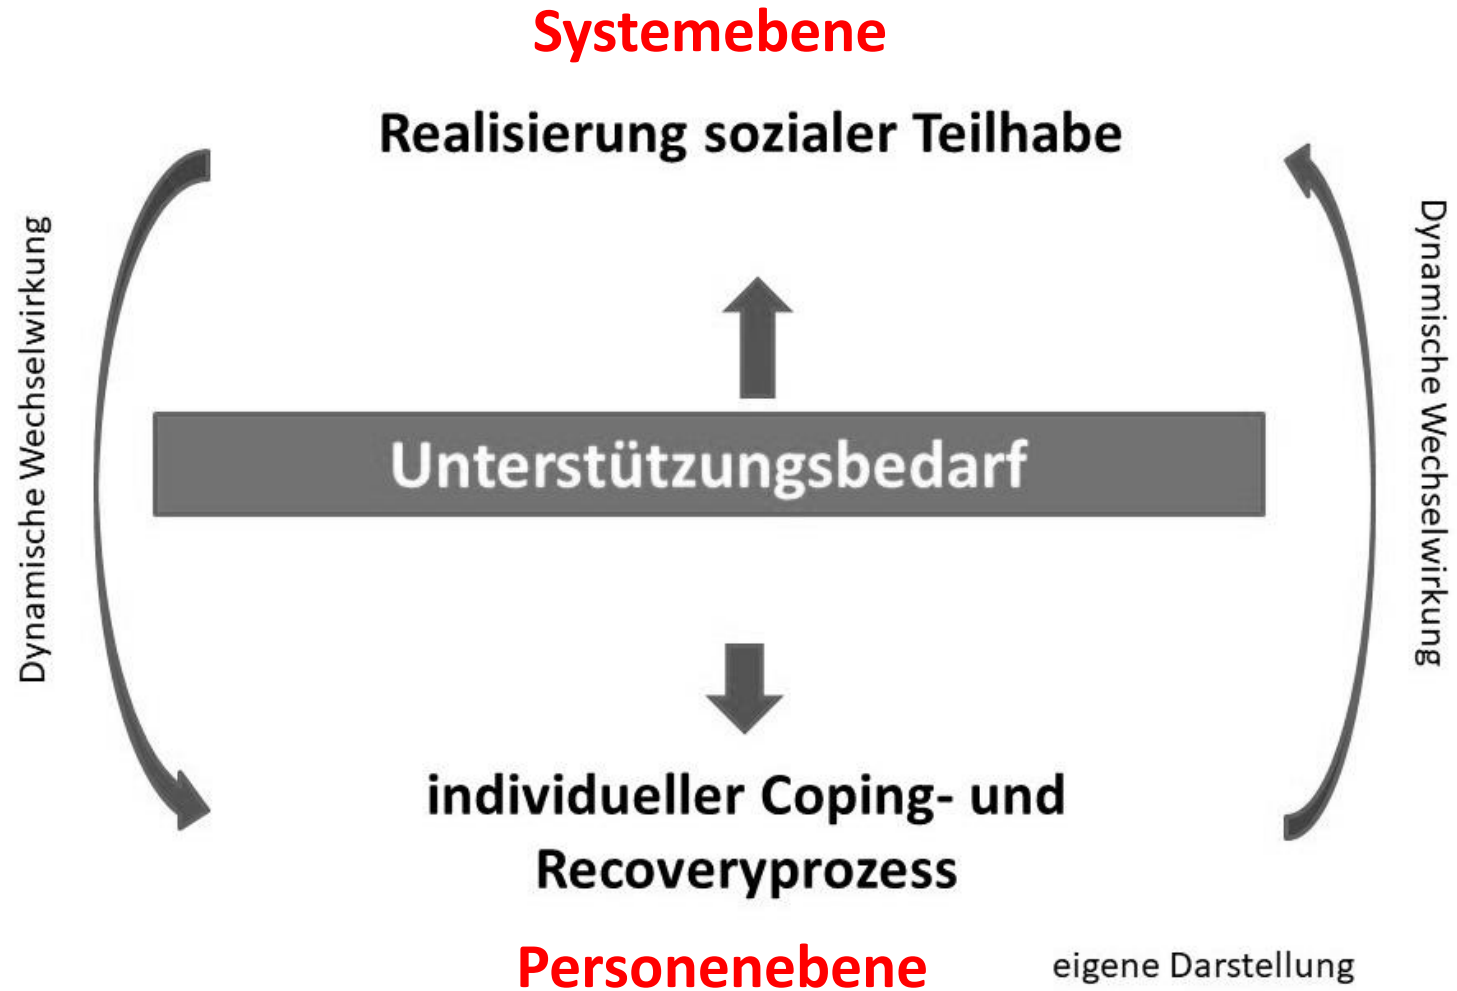 Systemebene
Realisierung sozialer Teilhabe
Dynamische Wechselwirkung
Dynamische Wechselwirkung
Unterstützungsbedarf
individueller Coping- und
Recoveryprozess
Personenebene
eigene Darstellung